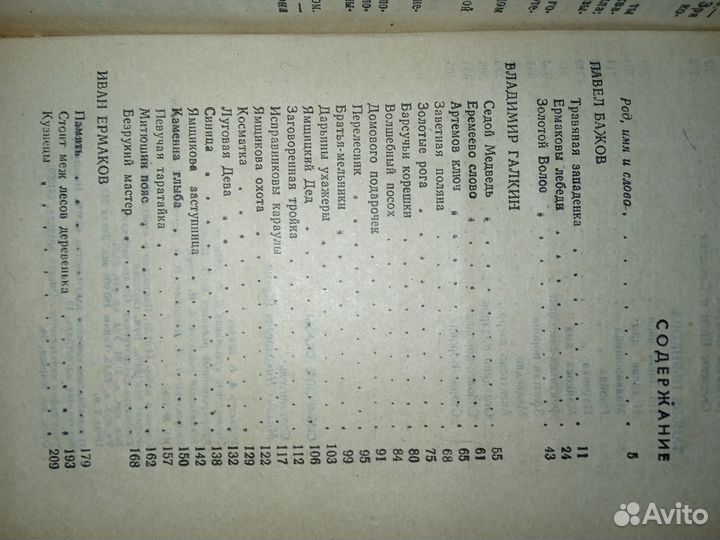 СОДЕРЖАНИЕ
Род, имя и слово . 5
ПАВЕЛ БАЖОВ
Травяная западенка . . . . 11
Ермаковы лебеди . . . . 24
Золотой Волос . . . . 43
ВЛАДИМИР ГАЛКИН
Седой Медведь . . . . 55
Еремеево слово . . . . 61
Артемов ключ . . . . 65
Заветная поляна . . . . 68
Золотые рога . . . . 75
Барсучьи корешки . . . . 80
Волшебный посох . . . . 84
Домового подарочек . . . . 91
Перелесник . . . . 95
Братья-мельники . . . . 99
Дарьины ухажеры . . . . 103
Ямщицкий Дед . . . . 106
Заговоренная тройка . . . . 112
Исправниковы караулы . . . . 117
Ямщикова охота . . . . 122
Косматка . . . . 129
Луговая Дева . . . . 132
Свиница . . . . 138
Ямщикова заступница . . . . 142
Каменна глыба . . . . 150
Певучая таратайка . . . . 157
Митюшин пояс . . . . 162
Безрукий мастер . . . . 168
ИВАН ЕРМАКОВ
Память . . . . 179
Стоит меж лесов деревенька . . . . 193
Кузнецы . . . . 209
Avito